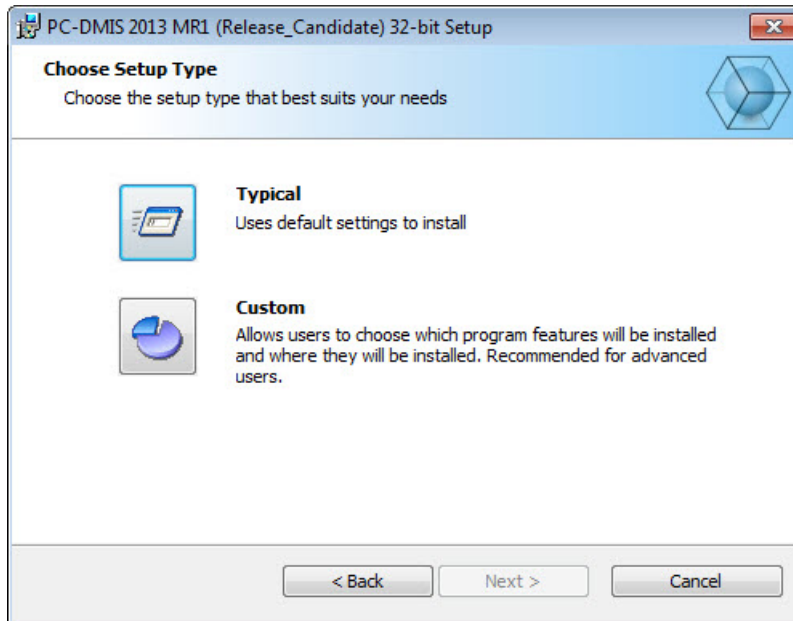 PC-DMIS 2013 MR1 (Release_Candidate) 32-bit Setup
Choose Setup Type
Choose the setup type that best suits your needs
Typical
Uses default settings to install
Custom
Allows users to choose which program features will be installed
and where they will be installed. Recommended for advanced
users.
< Back
Next >
Cancel